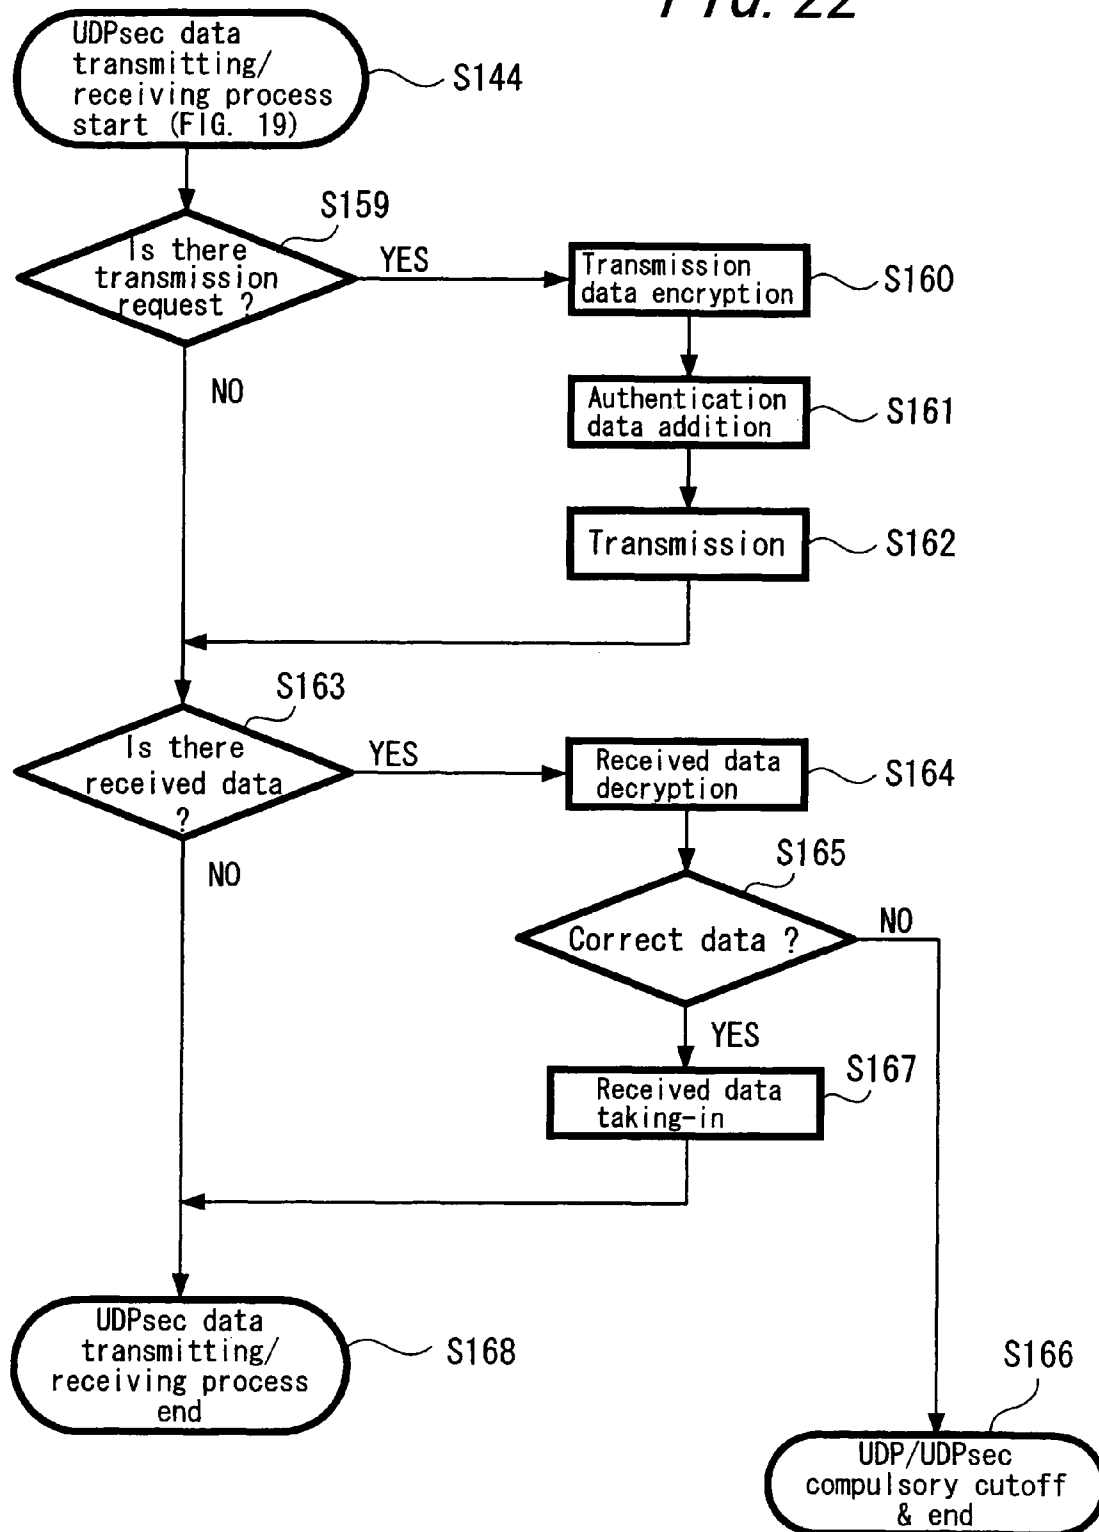 FIG. 22
UDPsec data
transmitting/
receiving process
start (FIG. 19)
S144
S159
Is there
transmission
request ?
YES
NO
Transmission
data encryption
S160
Authentication
data addition
S161
Transmission
S162
S163
Is there
received data
?
YES
NO
Received data
decryption
S164
S165
Correct data ?
NO
YES
S167
Received data
taking-in
UDPsec data
transmitting/
receiving process
end
S168
S166
UDP/UDPsec
compulsory cutoff
& end